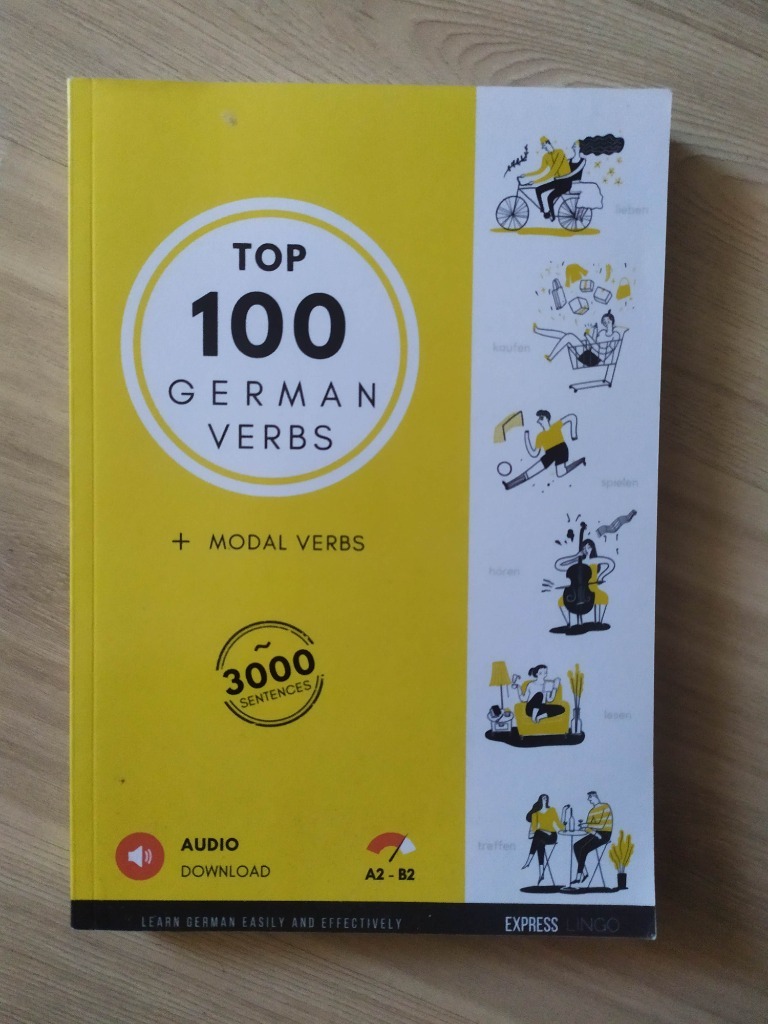 TOP
100
GERMAN
VERBS
+ MODAL VERBS
~
3000
SENTENCES
AUDIO
DOWNLOAD
A2 - B2
lieben
kaufen
spielen
hören
lesen
treffen
LEARN GERMAN EASILY AND EFFECTIVELY
EXPRESS LINGO